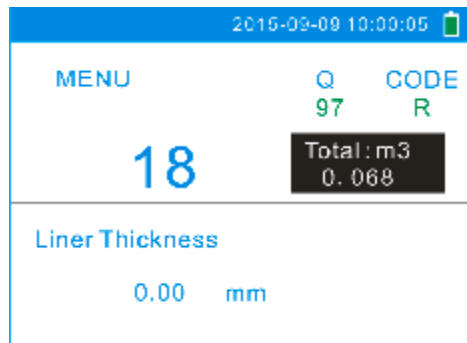 2015-09-09 10:00:05
MENU Q CODE
97 R
18
Total:m3
0.068
Liner Thickness
0.00 mm